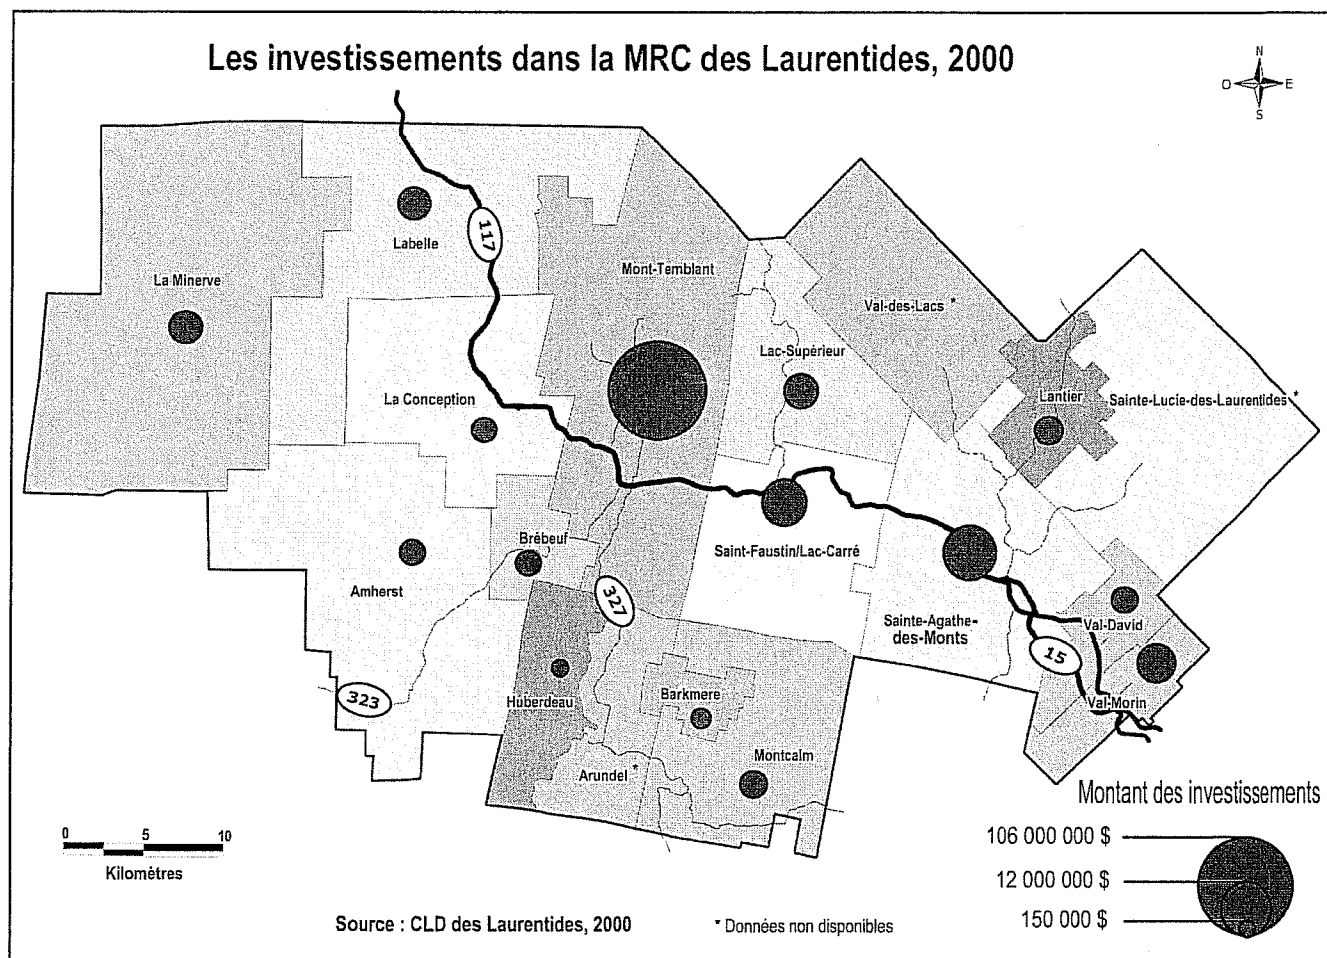 Les investissements dans la MRC des Laurentides, 2000
N
O E
S
Labelle
117
La Minerve
Mont-Temblant
Val-des-Lacs *
Lac-Supérieur
La Conception
Lantier
Sainte-Lucie-des-Laurentides *
Brébeuf
Saint-Faustin/Lac-Carré
Amherst
327
Sainte-Agathe-
des-Monts
Val-David
15
323
Huberdeau
Barkmere
Val-Morin
Arundel *
Montcalm
Montant des investissements
106 000 000 $
12 000 000 $
150 000 $
0 5 10
Kilomètres
Source : CLD des Laurentides, 2000
* Données non disponibles